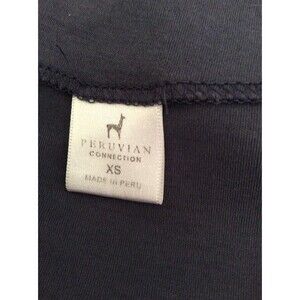 PERUVIAN
CONNECTION
XS
MADE IN PERU